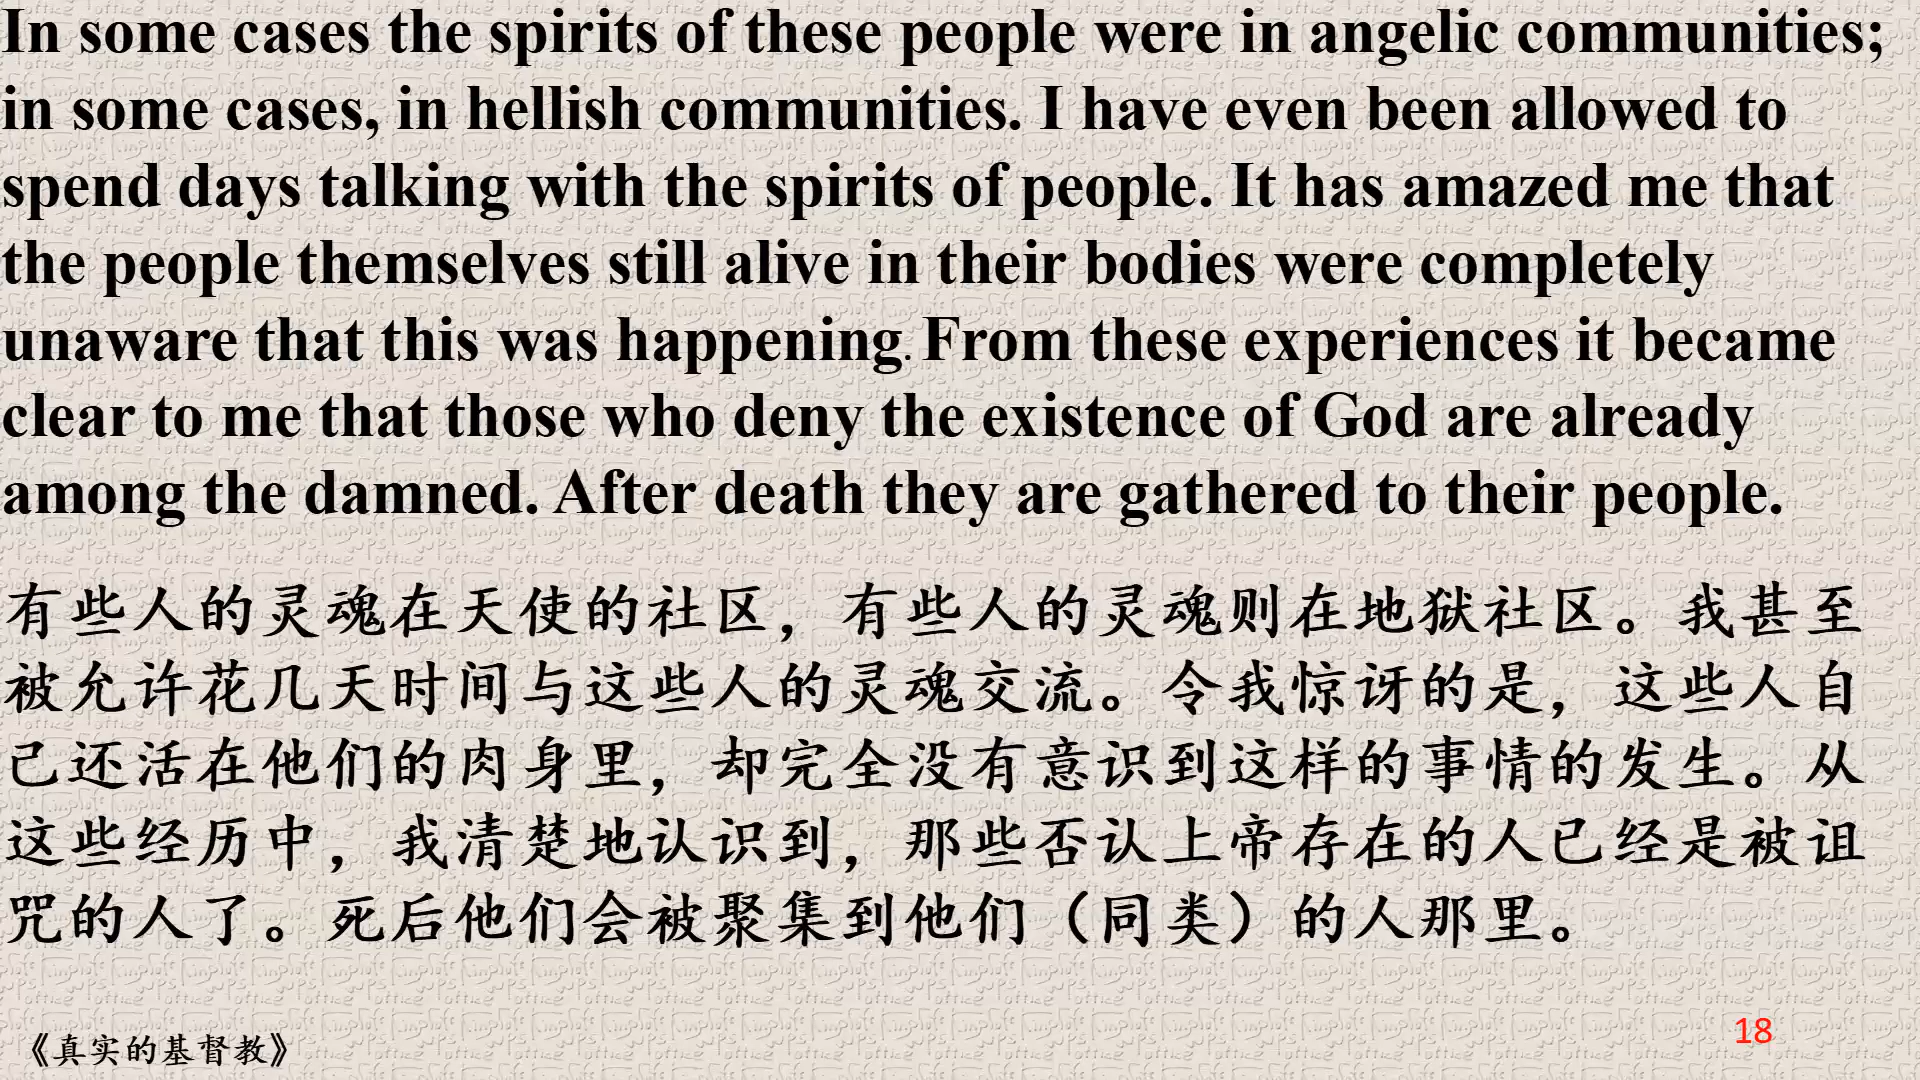 In some cases the spirits of these people were in angelic communities;
in some cases, in hellish communities. I have even been allowed to
spend days talking with the spirits of people. It has amazed me that
the people themselves still alive in their bodies were completely
unaware that this was happening. From these experiences it became
clear to me that those who deny the existence of God are already
among the damned. After death they are gathered to their people.
有些人的灵魂在天使的社区，有些人的灵魂则在地狱社区。我甚至
被允许花几天时间与这些人的灵魂交流。令我惊讶的是，这些人自
己还活在他们的肉身里，却完全没有意识到这样的事情的发生。从
这些经历中，我清楚地认识到，那些否认上帝存在的人已经是被诅
咒的人了。死后他们会被聚集到他们（同类）的人那里。
《真实的基督教》
18